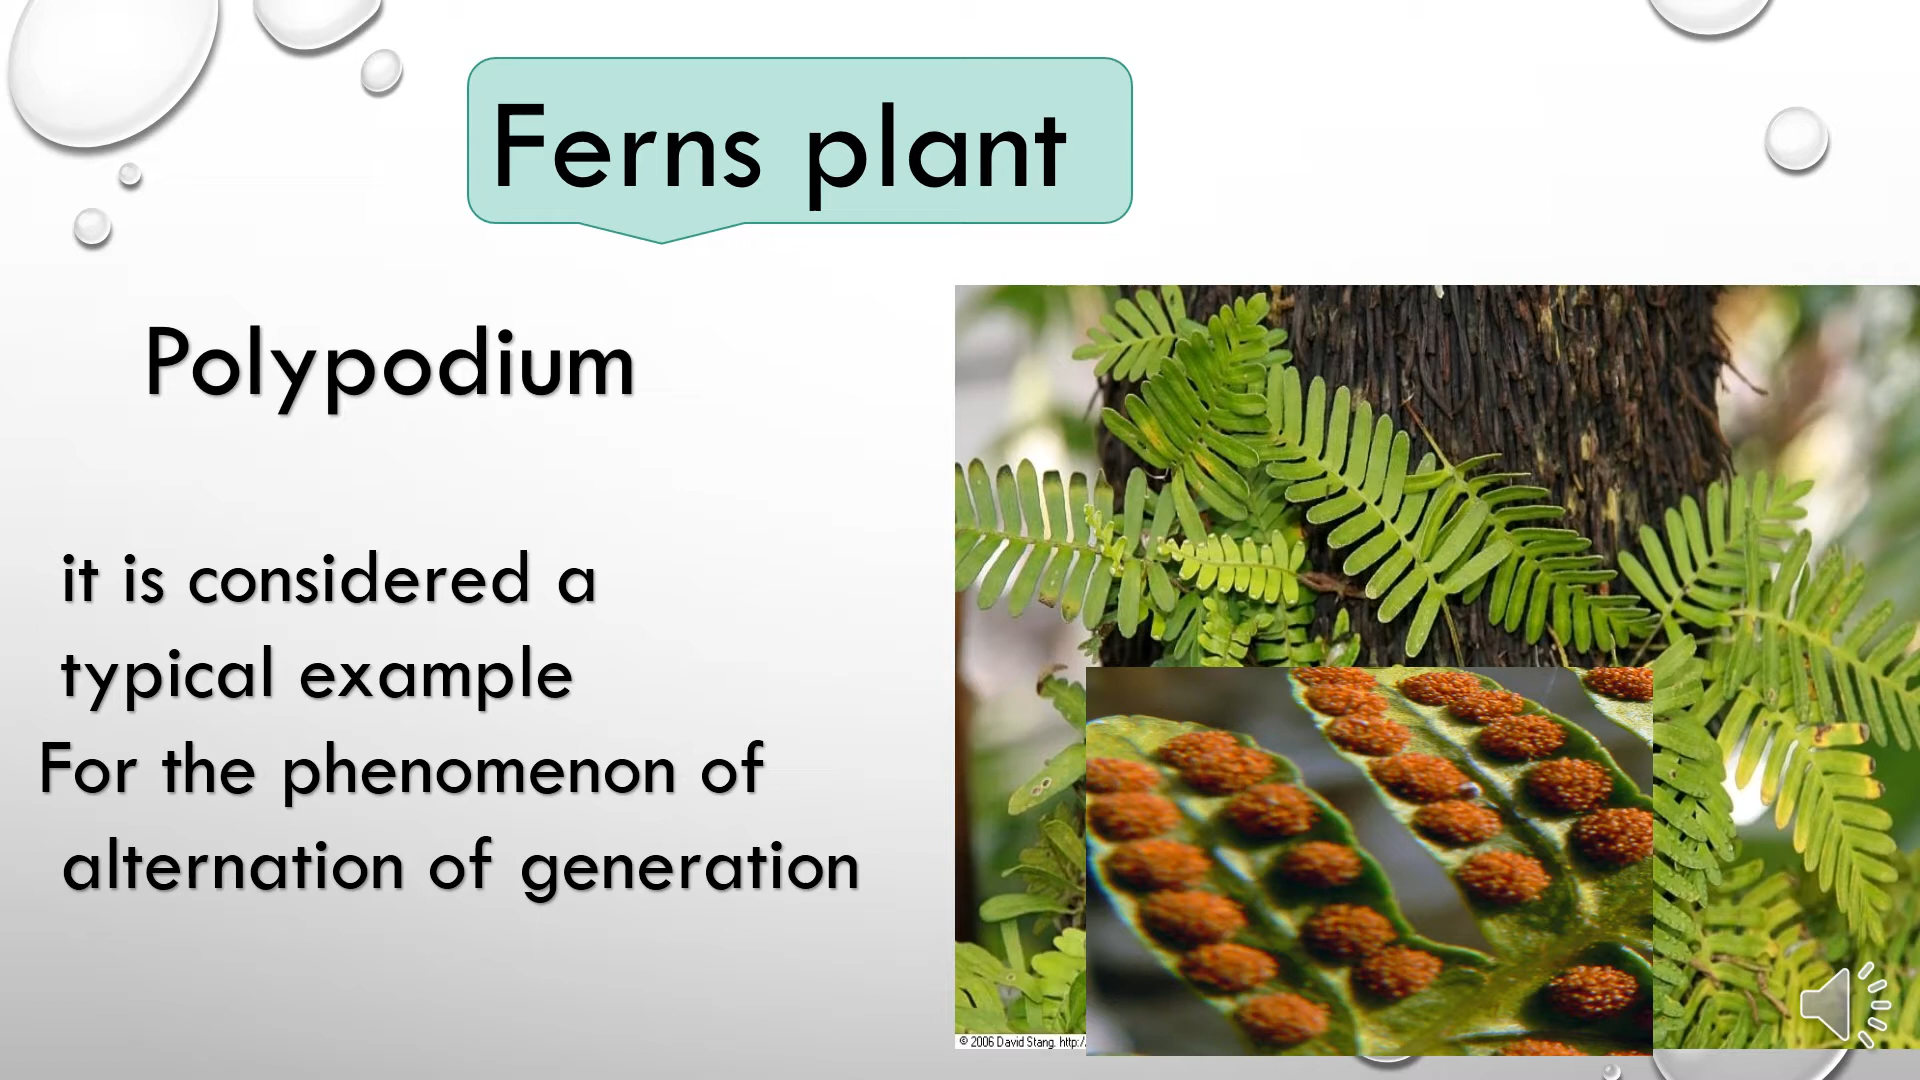 Ferns plant
Polypodium
it is considered a
typical example
For the phenomenon of
alternation of generation
© 2006 David Stang. http:/